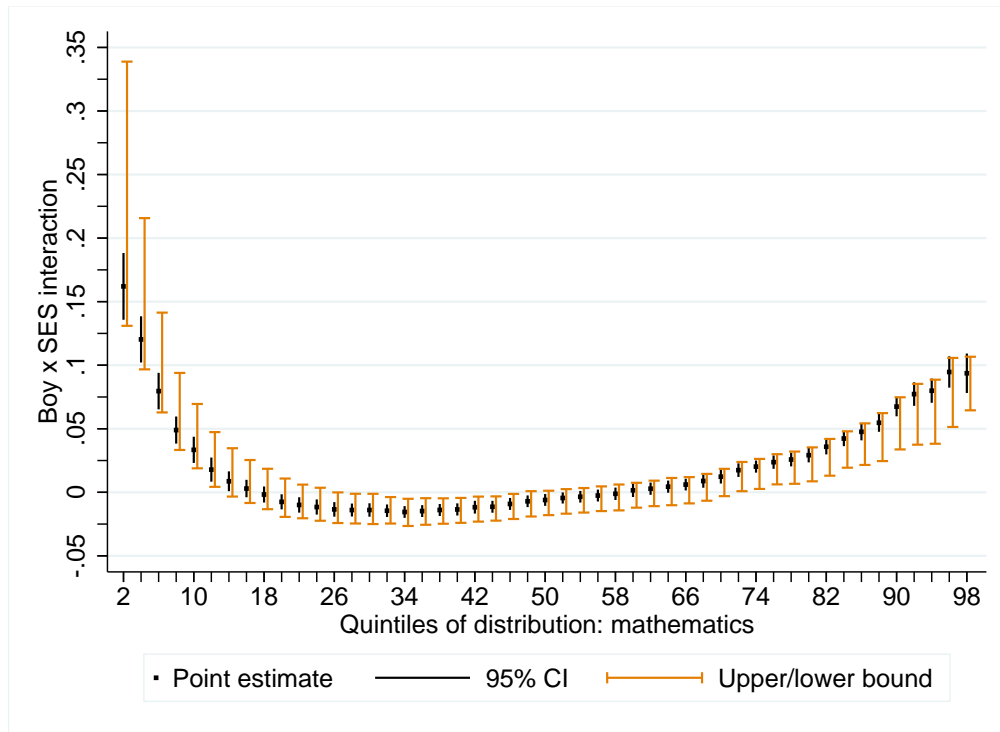 Boy x SES interaction
.35
.3
.25
.2
.15
.1
.05
0
-.05
2 10 18 26 34 42 50 58 66 74 82 90 98
Quintiles of distribution: mathematics
Point estimate 95% CI Upper/lower bound